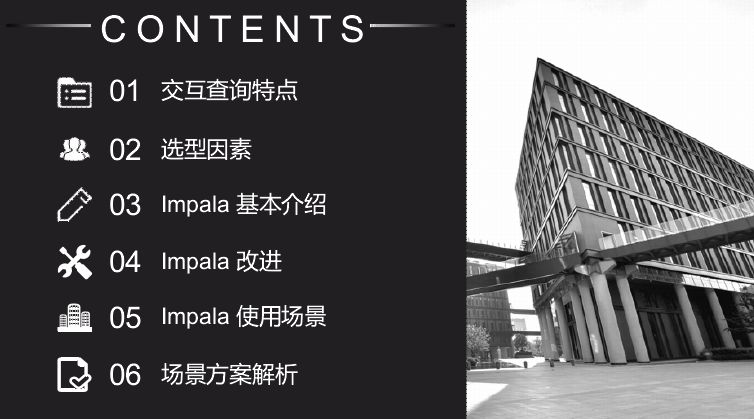 CONTENTS
01 交互查询特点
02 选型因素
03 Impala 基本介绍
04 Impala 改进
05 Impala 使用场景
06 场景方案解析